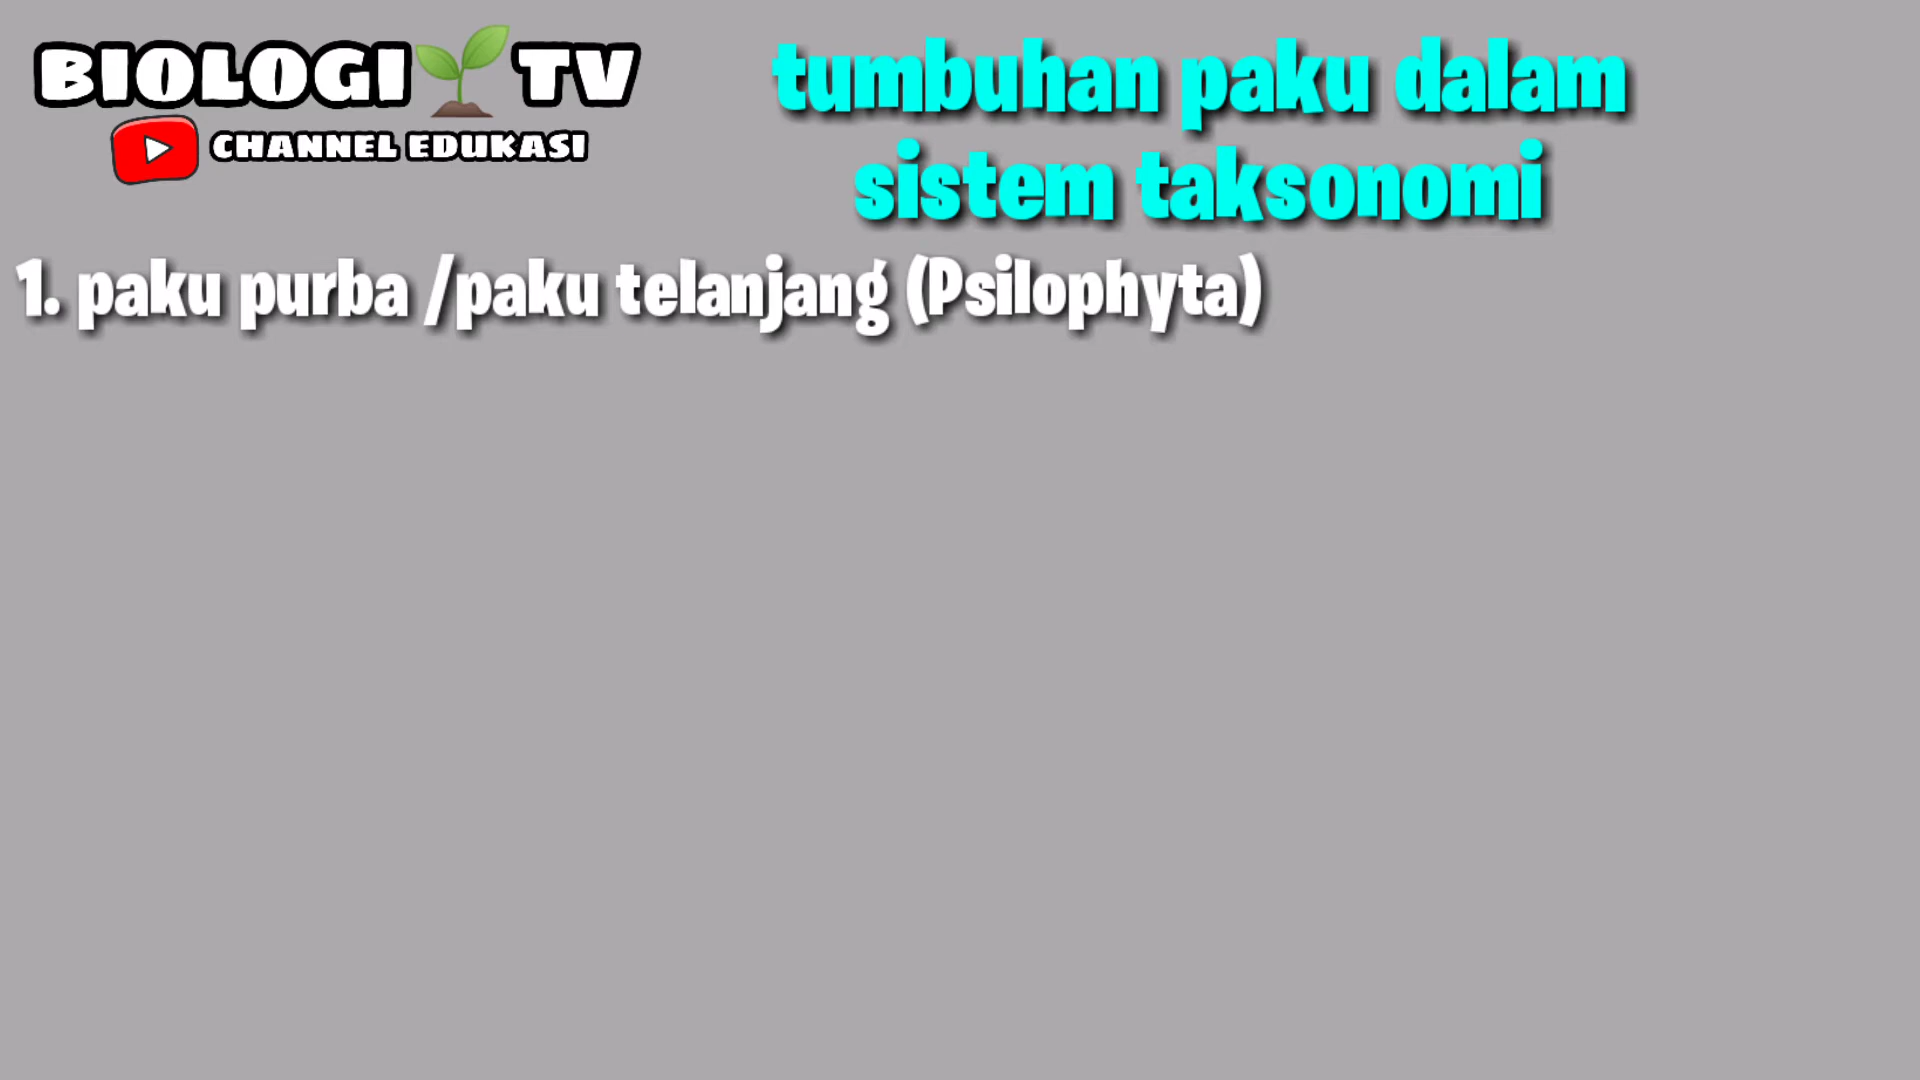 BIOLOGI TV
CHANNEL EDUKASI
tumbuhan paku dalam
sistem taksonomi
1. paku purba /paku telanjang (Psilophyta)